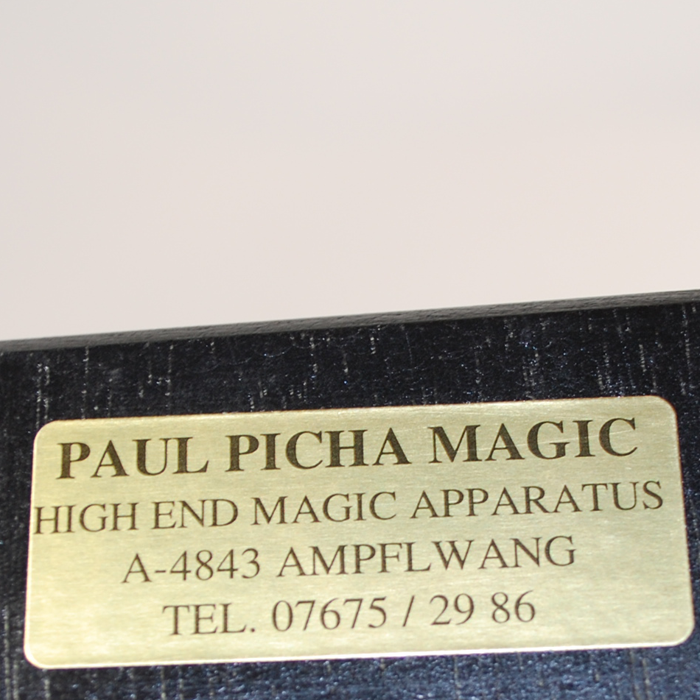 PAUL PICHA MAGIC
HIGH END MAGIC APPARATUS
A-4843 AMPFLWANG
TEL. 07675 / 29 86